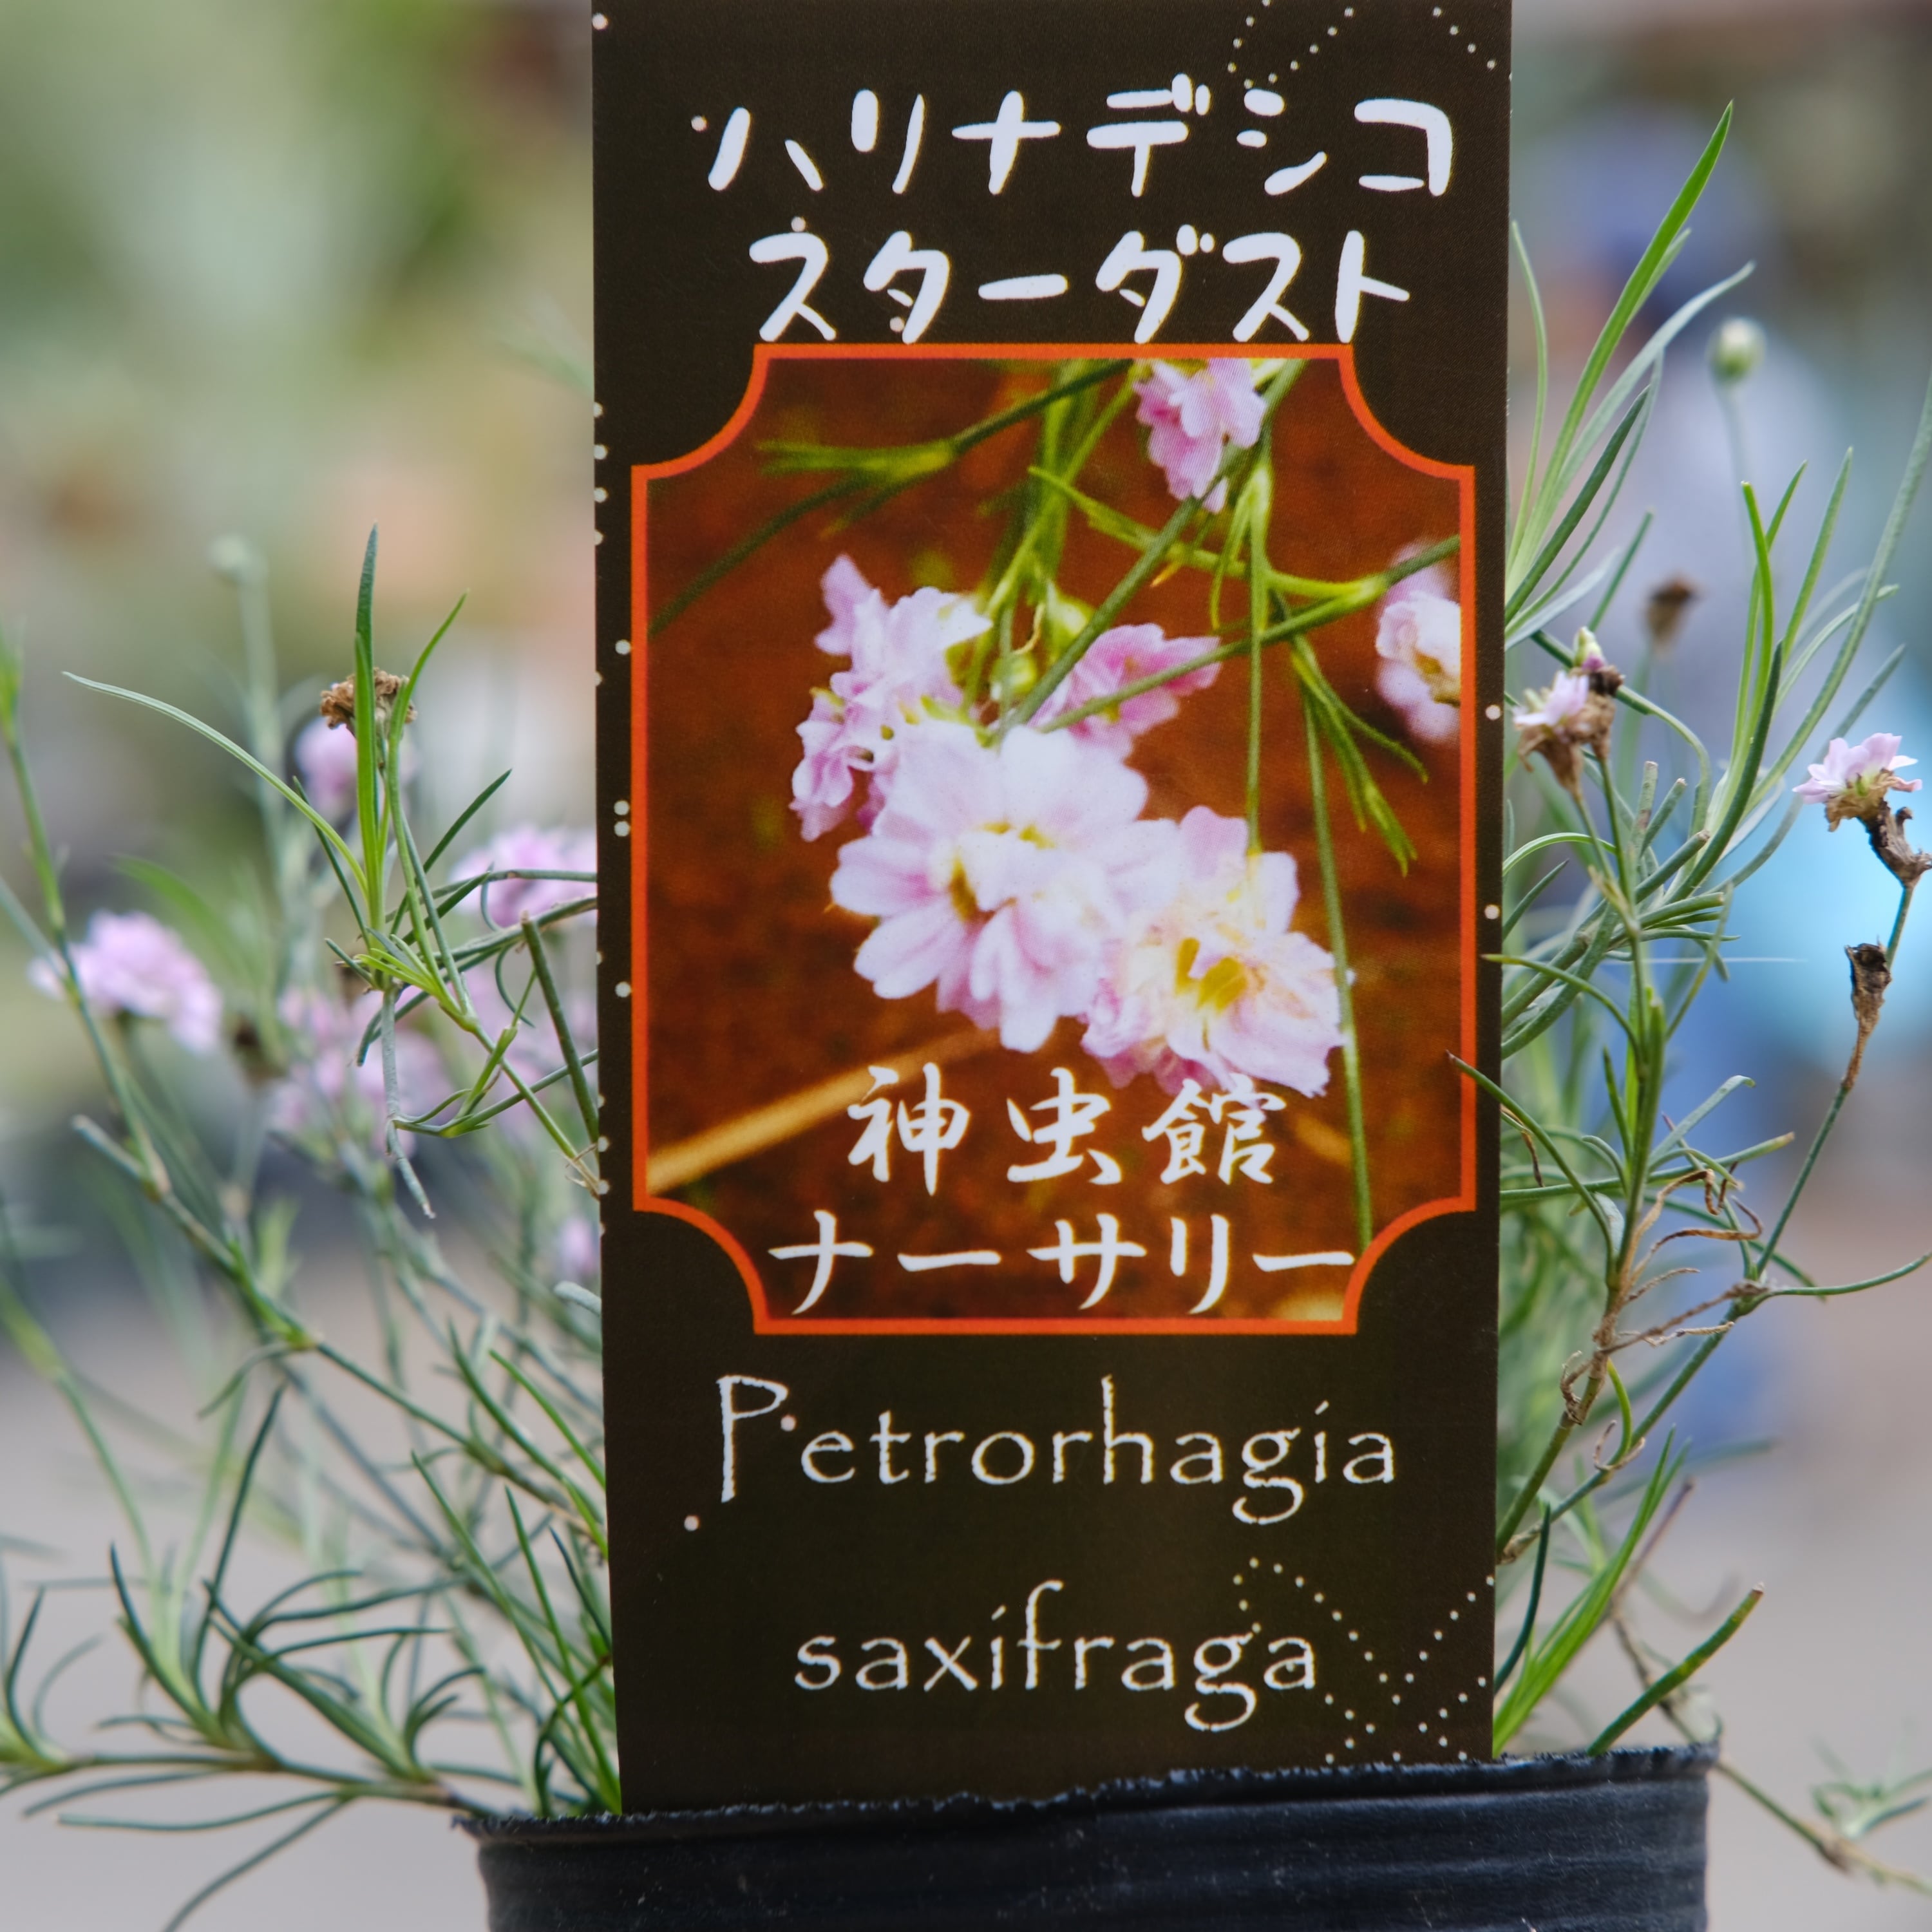 ハリナデシコ
スターダスト
神虫館
ナーサリー
Petrorhagia
saxifraga